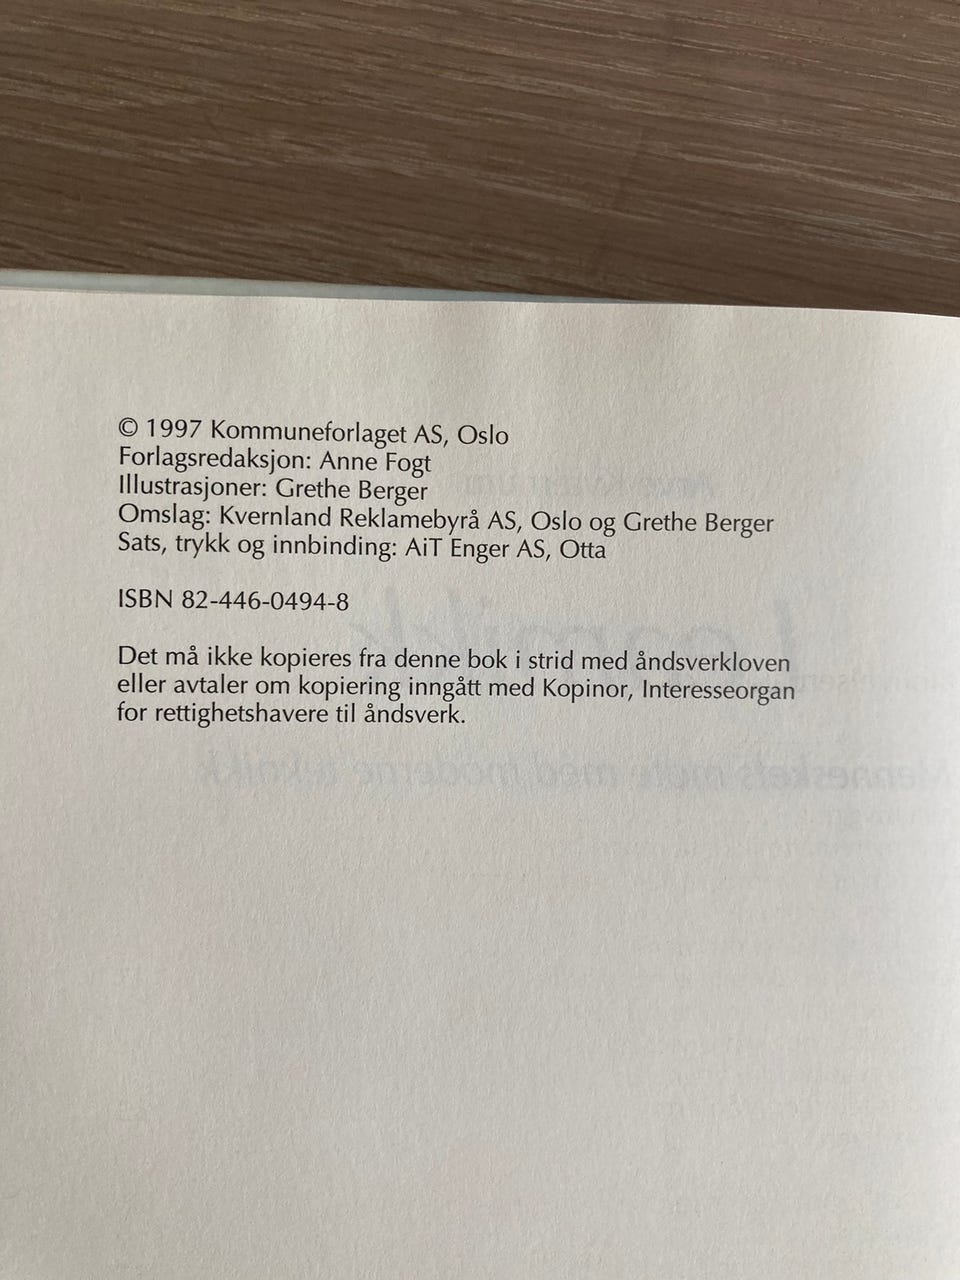 © 1997 Kommuneforlaget AS, Oslo
Forlagsredaksjon: Anne Fogt
Illustrasjoner: Grethe Berger
Omslag: Kvernland Reklamebyrå AS, Oslo og Grethe Berger
Sats, trykk og innbinding: AiT Enger AS, Otta
ISBN 82-446-0494-8
Det må ikke kopieres fra denne bok i strid med åndsverkloven
eller avtaler om kopiering inngått med Kopinor, Interesseorgan
for rettighetshavere til åndsverk.